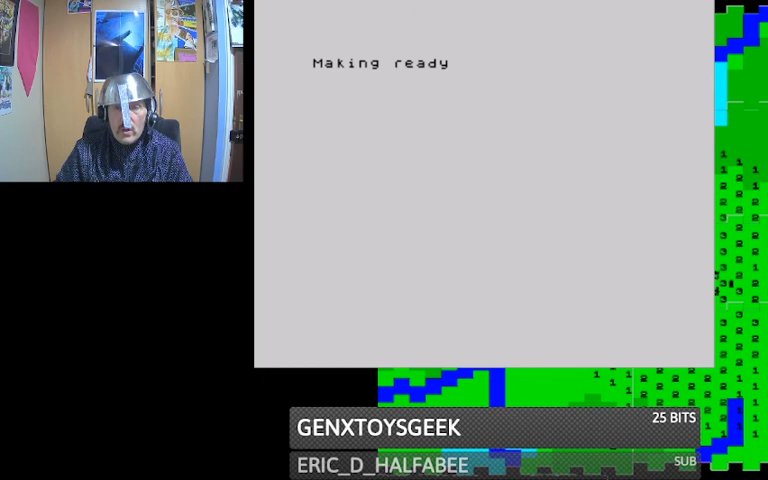 Making ready
GENXTOYSGEEK
25 BITS
ERIC_D_HALFABEE
SUB